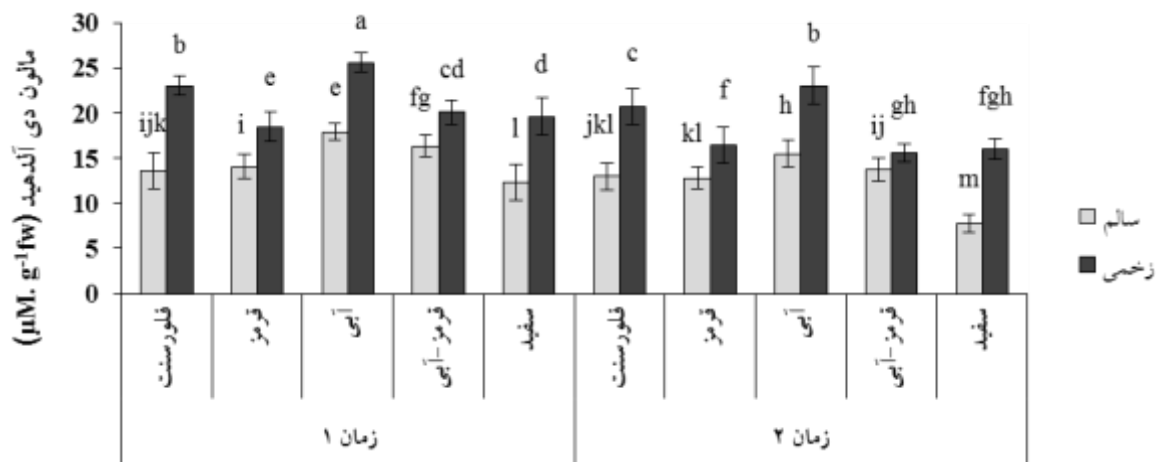 مالون دی آلدهید (µM. g-1fw)
30
25
20
15
10
5
0
ijk b i e e a fg cd l d jkl c kl f h b ij gh m fgh
فلورسنت قرمز آبی قرمز-آبی سفید فلورسنت قرمز آبی قرمز-آبی سفید
زمان ۱ زمان ۲
سالم
زخمی